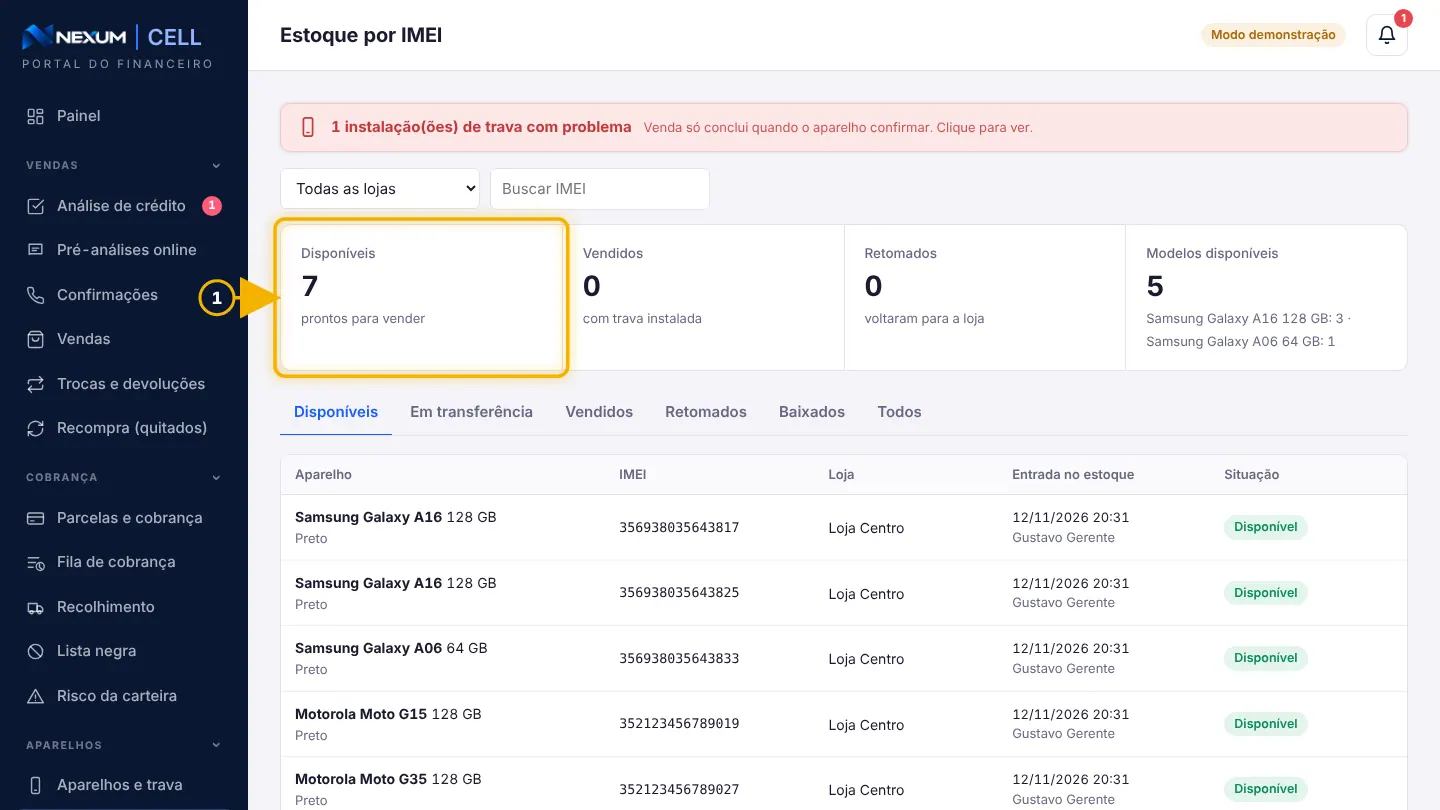 NEXUM | CELL
PORTAL DO FINANCEIRO
Painel
VENDAS
Análise de crédito 1
Pré-análises online
Confirmações
Vendas
Trocas e devoluções
Recompra (quitados)
COBRANÇA
Parcelas e cobrança
Fila de cobrança
Recolhimento
Lista negra
Risco da carteira
APARELHOS
Aparelhos e trava
Estoque por IMEI
Modo demonstração
1
1 instalação(ões) de trava com problema Venda só conclui quando o aparelho confirmar. Clique para ver.
Todas as lojas
Buscar IMEI
1
Disponíveis
7
prontos para vender
Vendidos
0
com trava instalada
Retomados
0
voltaram para a loja
Modelos disponíveis
5
Samsung Galaxy A16 128 GB: 3 ·
Samsung Galaxy A06 64 GB: 1
Disponíveis Em transferência Vendidos Retomados Baixados Todos
Aparelho IMEI Loja Entrada no estoque Situação
Samsung Galaxy A16 128 GB
Preto
356938035643817
Loja Centro
12/11/2026 20:31
Gustavo Gerente
Disponível
Samsung Galaxy A16 128 GB
Preto
356938035643825
Loja Centro
12/11/2026 20:31
Gustavo Gerente
Disponível
Samsung Galaxy A06 64 GB
Preto
356938035643833
Loja Centro
12/11/2026 20:31
Gustavo Gerente
Disponível
Motorola Moto G15 128 GB
Preto
352123456789019
Loja Centro
12/11/2026 20:31
Gustavo Gerente
Disponível
Motorola Moto G35 128 GB
Preto
352123456789027
Loja Centro
12/11/2026 20:31
Gustavo Gerente
Disponível